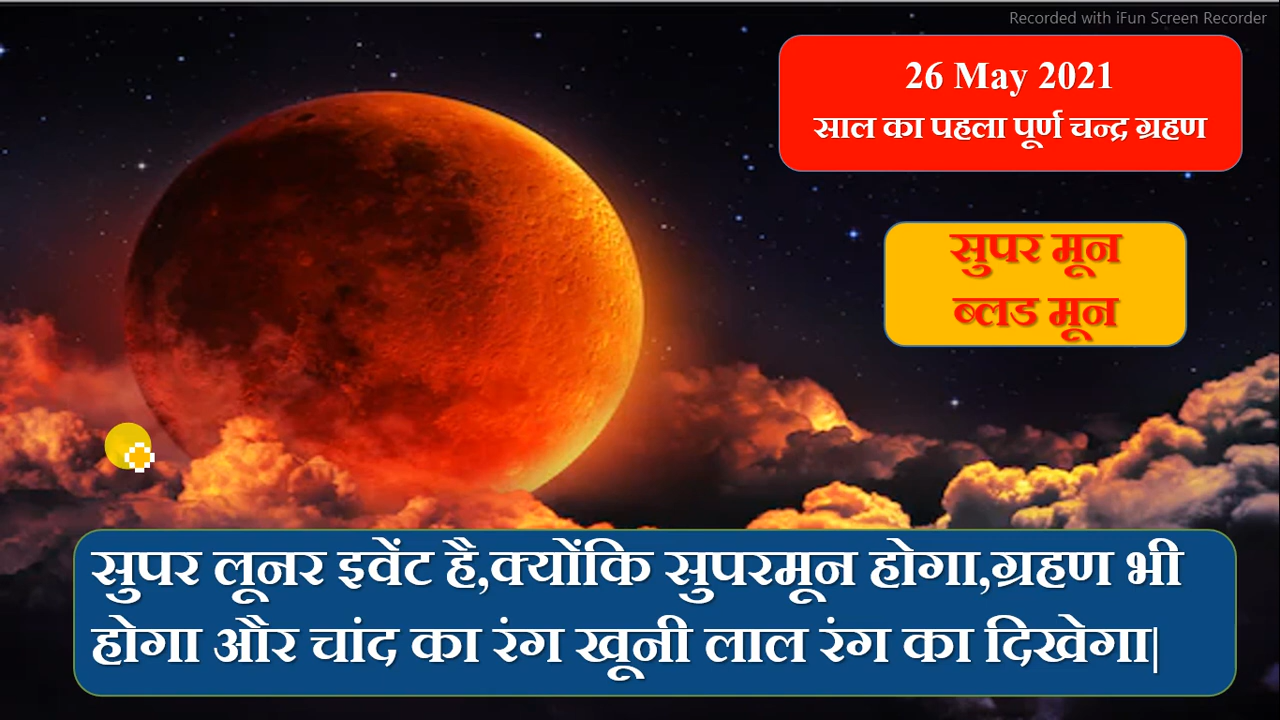 Recorded with iFun Screen Recorder
26 May 2021
साल का पहला पूर्ण चन्द्र ग्रहण
सुपर मून
ब्लड मून
सुपर लूनर इवेंट है,क्योंकि सुपरमून होगा,ग्रहण भी
होगा और चांद का रंग खूनी लाल रंग का दिखेगा|